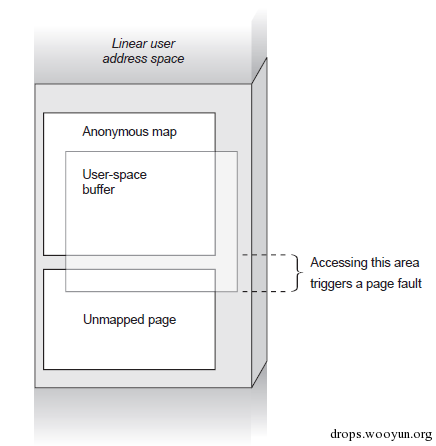 Linear user
address space
Anonymous map
User-space
buffer
Accessing this area
triggers a page fault
Unmapped page
drops.wooyun.org